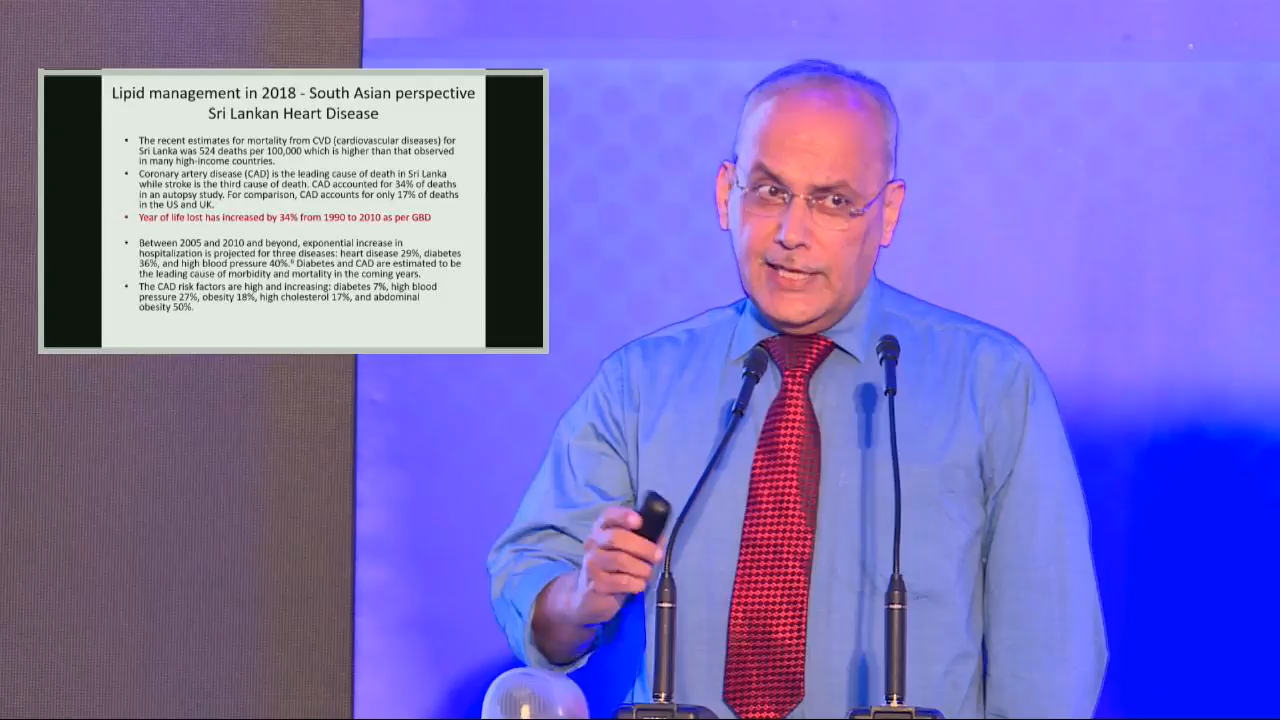 Lipid management in 2018 - South Asian perspective
Sri Lankan Heart Disease
• The recent estimates for mortality from CVD (cardiovascular diseases) for
Sri Lanka was 524 deaths per 100,000 which is higher than that observed
in many high-income countries.
• Coronary artery disease (CAD) is the leading cause of death in Sri Lanka
while stroke is the third cause of death. CAD accounted for 34% of deaths
in an autopsy study. For comparison, CAD accounts for only 17% of deaths
in the US and UK.
• Year of life lost has increased by 34% from 1990 to 2010 as per GBD
• Between 2005 and 2010 and beyond, exponential increase in
hospitalization is projected for three diseases: heart disease 29%, diabetes
36%, and high blood pressure 40%.⁶ Diabetes and CAD are estimated to be
the leading cause of morbidity and mortality in the coming years.
• The CAD risk factors are high and increasing: diabetes 7%, high blood
pressure 27%, obesity 18%, high cholesterol 17%, and abdominal
obesity 50%.